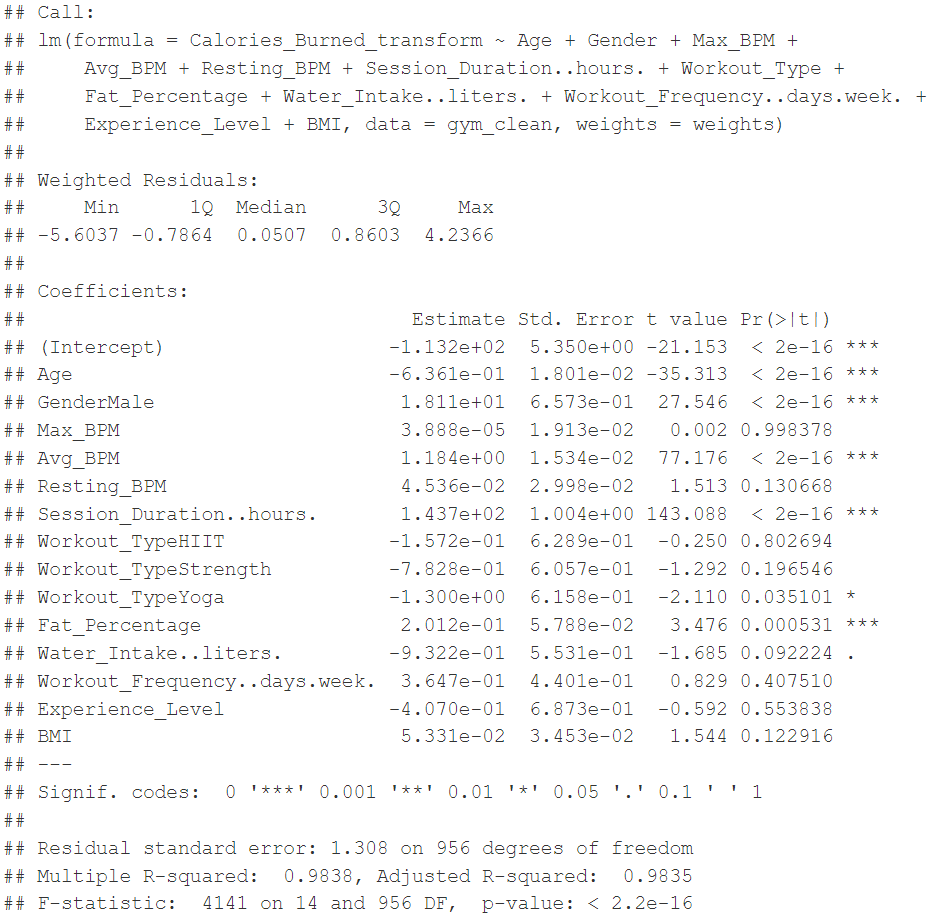 ## Call:
## lm(formula = Calories_Burned_transform ~ Age + Gender + Max_BPM +
##     Avg_BPM + Resting_BPM + Session_Duration..hours. + Workout_Type +
##     Fat_Percentage + Water_Intake..liters. + Workout_Frequency..days.week. +
##     Experience_Level + BMI, data = gym_clean, weights = weights)
##
## Weighted Residuals:
##     Min      1Q  Median      3Q     Max
## -5.6037 -0.7864  0.0507  0.8603  4.2366
##
## Coefficients:
##                                 Estimate Std. Error t value Pr(>|t|)
## (Intercept)                   -1.132e+02  5.350e+00 -21.153  < 2e-16 ***
## Age                           -6.361e-01  1.801e-02 -35.313  < 2e-16 ***
## GenderMale                     1.811e+01  6.573e-01  27.546  < 2e-16 ***
## Max_BPM                        3.888e-05  1.913e-02   0.002 0.998378
## Avg_BPM                        1.184e+00  1.534e-02  77.176  < 2e-16 ***
## Resting_BPM                    4.536e-02  2.998e-02   1.513 0.130668
## Session_Duration..hours.       1.437e+02  1.004e+00 143.088  < 2e-16 ***
## Workout_TypeHIIT              -1.572e-01  6.289e-01  -0.250 0.802694
## Workout_TypeStrength          -7.828e-01  6.057e-01  -1.292 0.196546
## Workout_TypeYoga              -1.300e+00  6.158e-01  -2.110 0.035101 *
## Fat_Percentage                 2.012e-01  5.788e-02   3.476 0.000531 ***
## Water_Intake..liters.         -9.322e-01  5.531e-01  -1.685 0.092224 .
## Workout_Frequency..days.week.  3.647e-01  4.401e-01   0.829 0.407510
## Experience_Level              -4.070e-01  6.873e-01  -0.592 0.553838
## BMI                            5.331e-02  3.453e-02   1.544 0.122916
## ---
## Signif. codes:  0 '***' 0.001 '**' 0.01 '*' 0.05 '.' 0.1 ' ' 1
##
## Residual standard error: 1.308 on 956 degrees of freedom
## Multiple R-squared:  0.9838, Adjusted R-squared:  0.9835
## F-statistic:  4141 on 14 and 956 DF,  p-value: < 2.2e-16